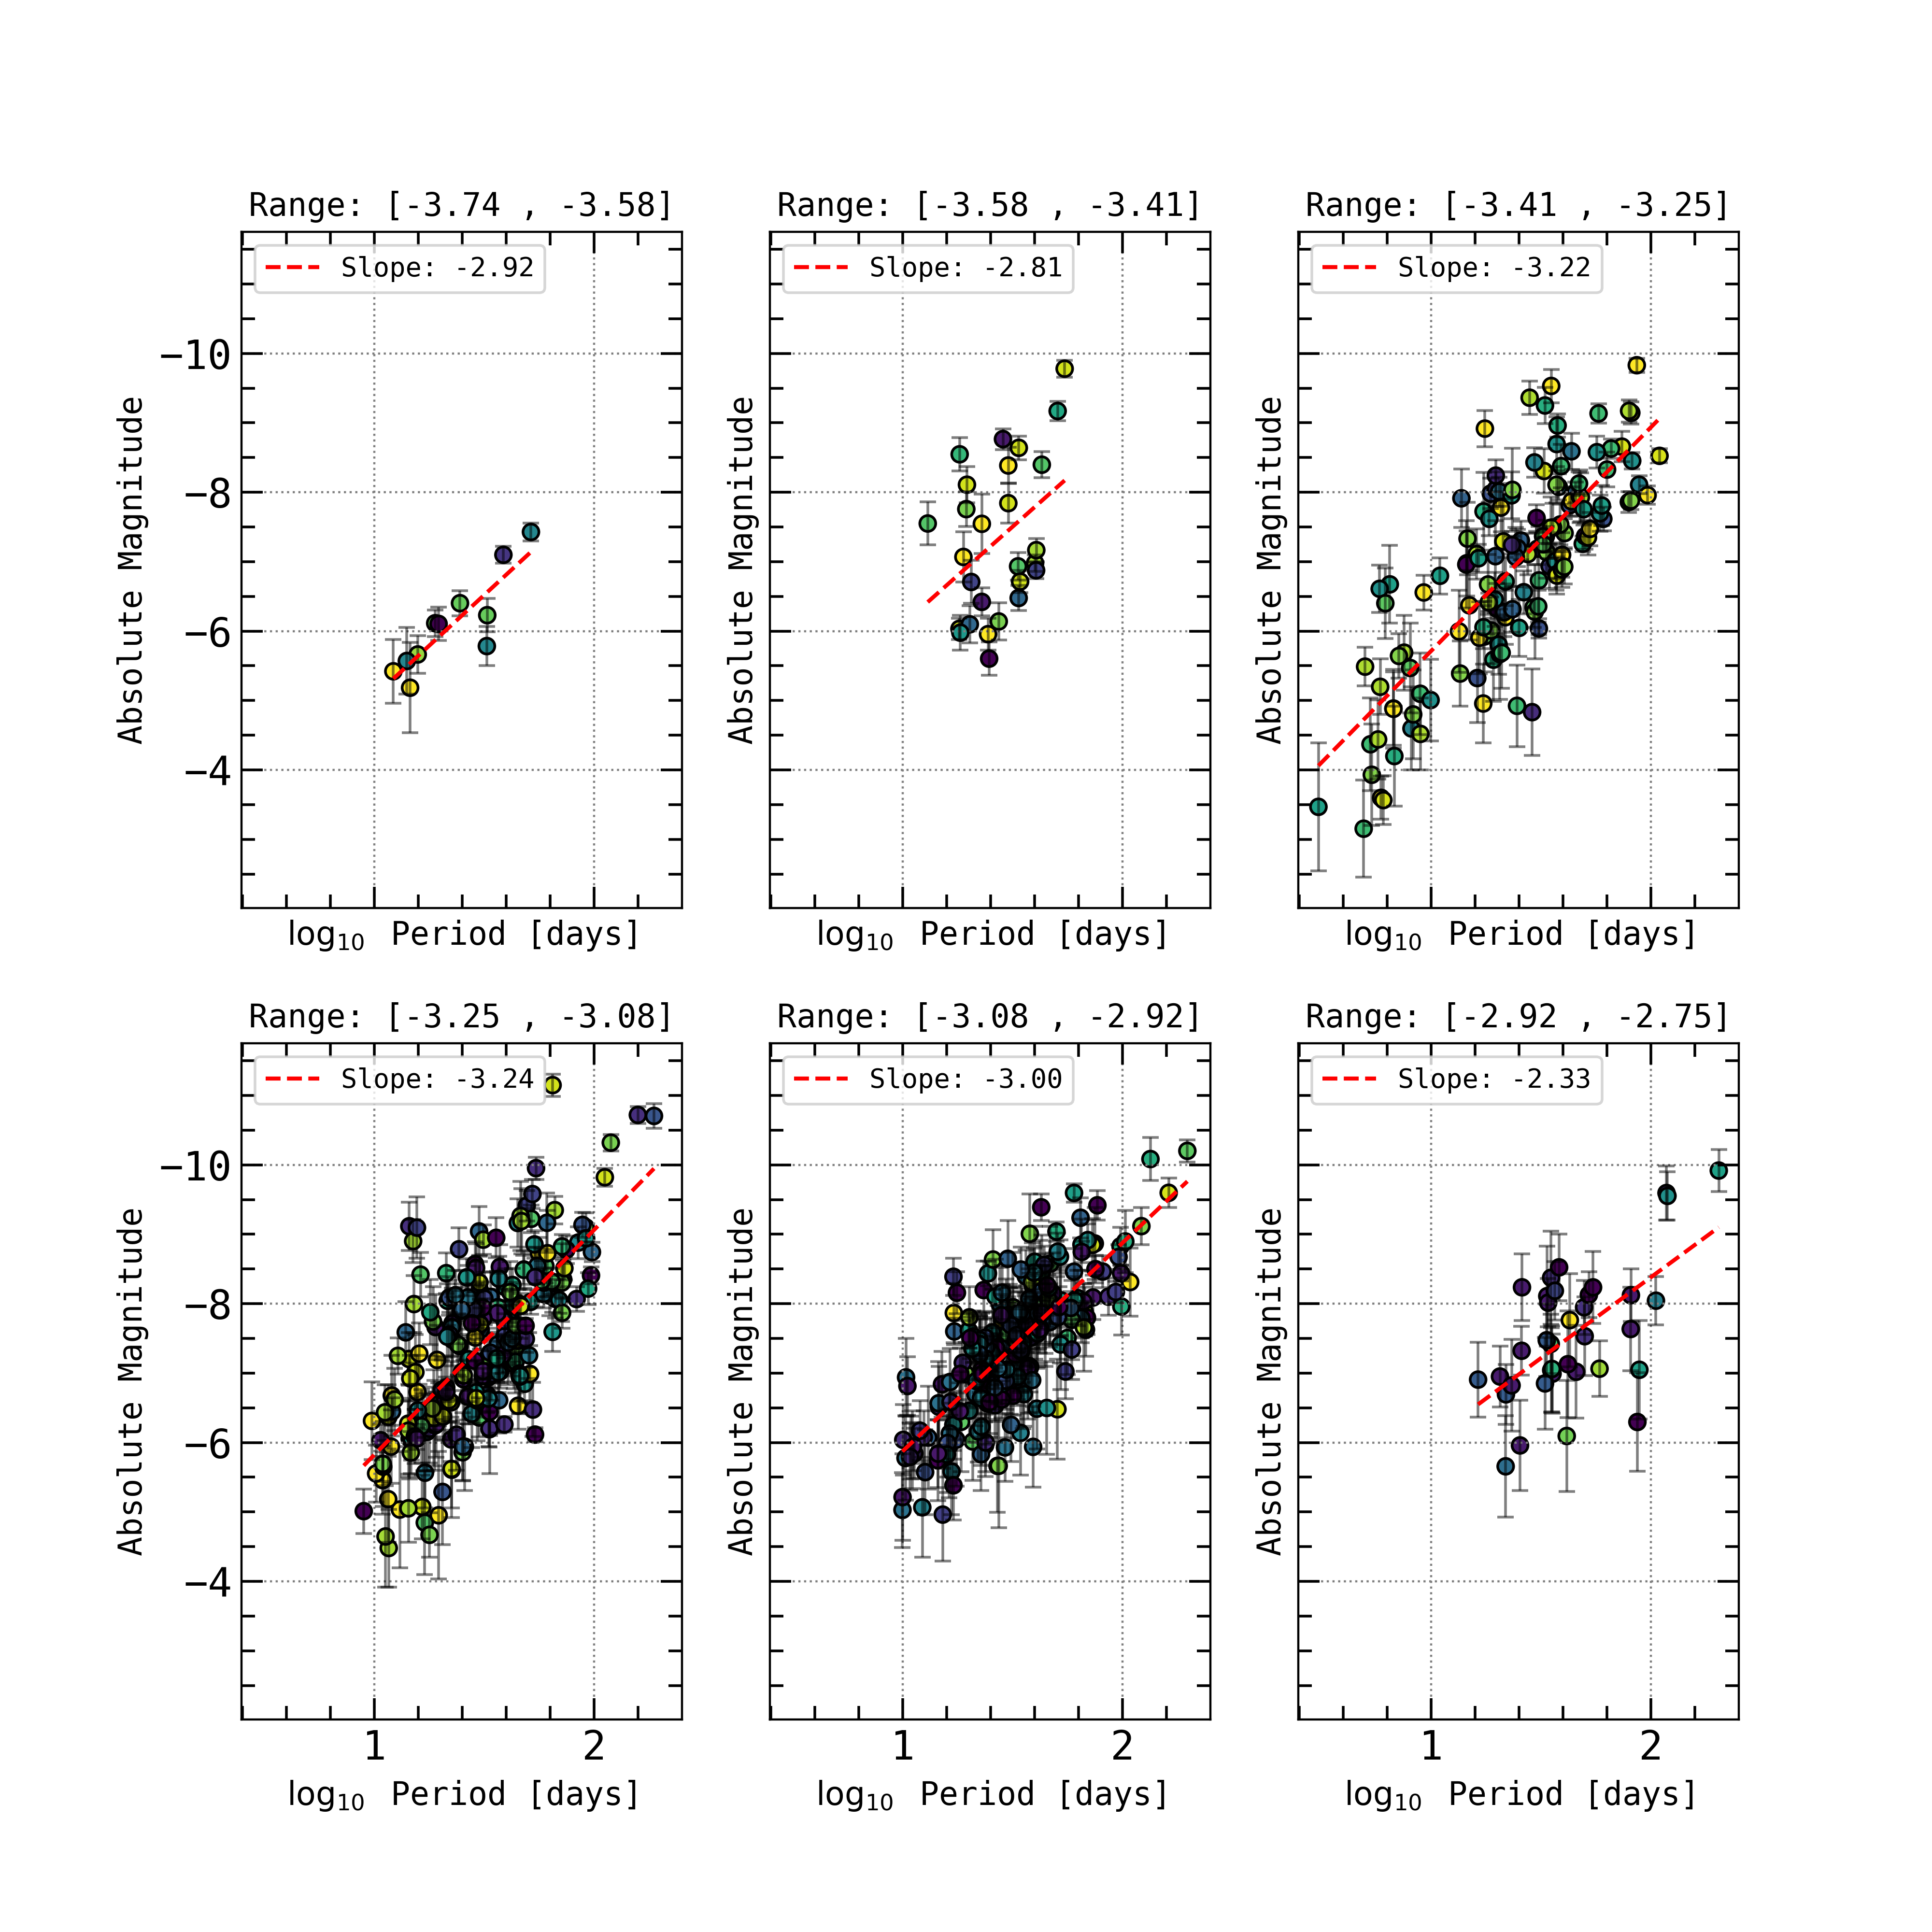 Range: [-3.74 , -3.58]
Range: [-3.58 , -3.41]
Range: [-3.41 , -3.25]
Slope: -2.92
Slope: -2.81
Slope: -3.22
−10
−8
−6
−4
Absolute Magnitude
Absolute Magnitude
Absolute Magnitude
log₁₀ Period [days]
log₁₀ Period [days]
log₁₀ Period [days]
Range: [-3.25 , -3.08]
Range: [-3.08 , -2.92]
Range: [-2.92 , -2.75]
Slope: -3.24
Slope: -3.00
Slope: -2.33
−10
−8
−6
−4
Absolute Magnitude
Absolute Magnitude
Absolute Magnitude
1 2
1 2
1 2
log₁₀ Period [days]
log₁₀ Period [days]
log₁₀ Period [days]